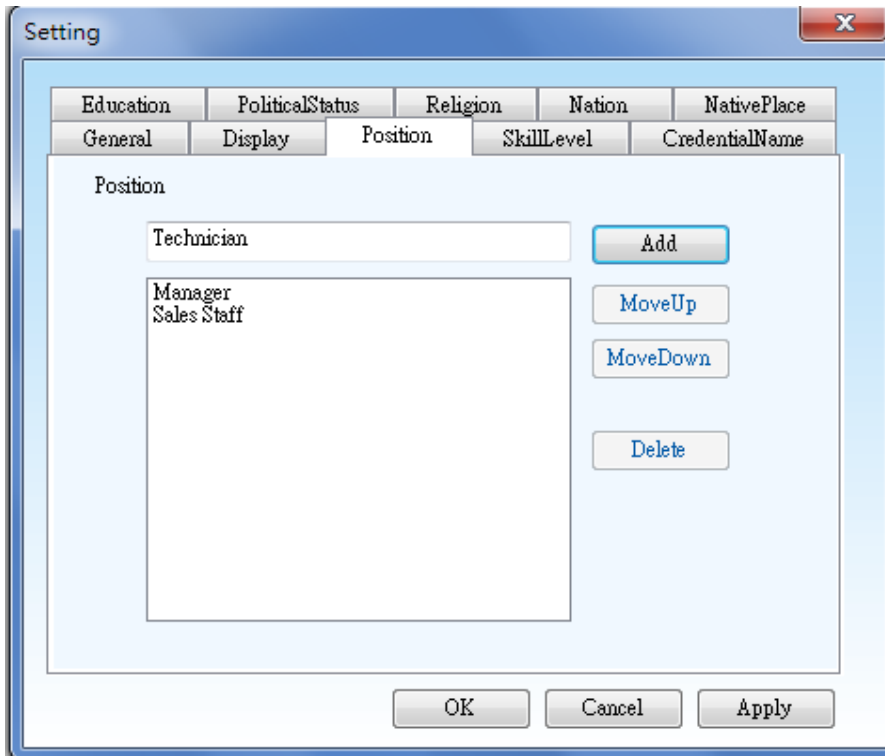 Setting
Education PoliticalStatus Religion Nation NativePlace
General Display Position SkillLevel CredentialName
Position
Technician Add
Manager
Sales Staff
MoveUp
MoveDown
Delete
OK Cancel Apply